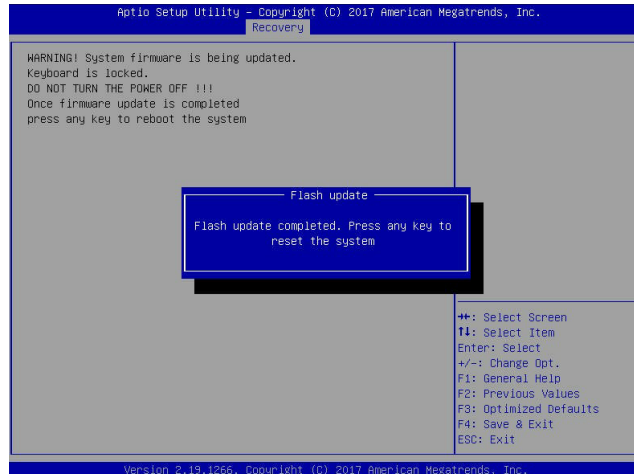 Aptio Setup Utility – Copyright (C) 2017 American Megatrends, Inc.
Recovery
WARNING! System firmware is being updated.
Keyboard is locked.
DO NOT TURN THE POWER OFF !!!
Once firmware update is completed
press any key to reboot the system
Flash update
Flash update completed. Press any key to
reset the system
→←: Select Screen
↑↓: Select Item
Enter: Select
+/-: Change Opt.
F1: General Help
F2: Previous Values
F3: Optimized Defaults
F4: Save & Exit
ESC: Exit
Version 2.19.1266. Copyright (C) 2017 American Megatrends, Inc.